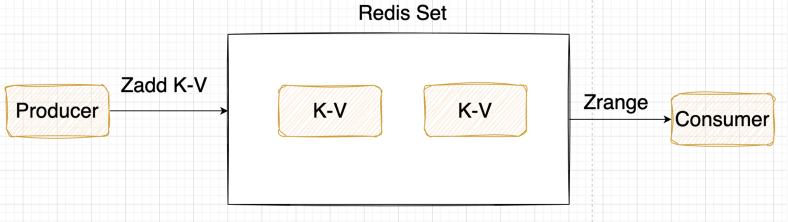 Redis Set
Producer
Zadd K-V
K-V
K-V
Zrange
Consumer